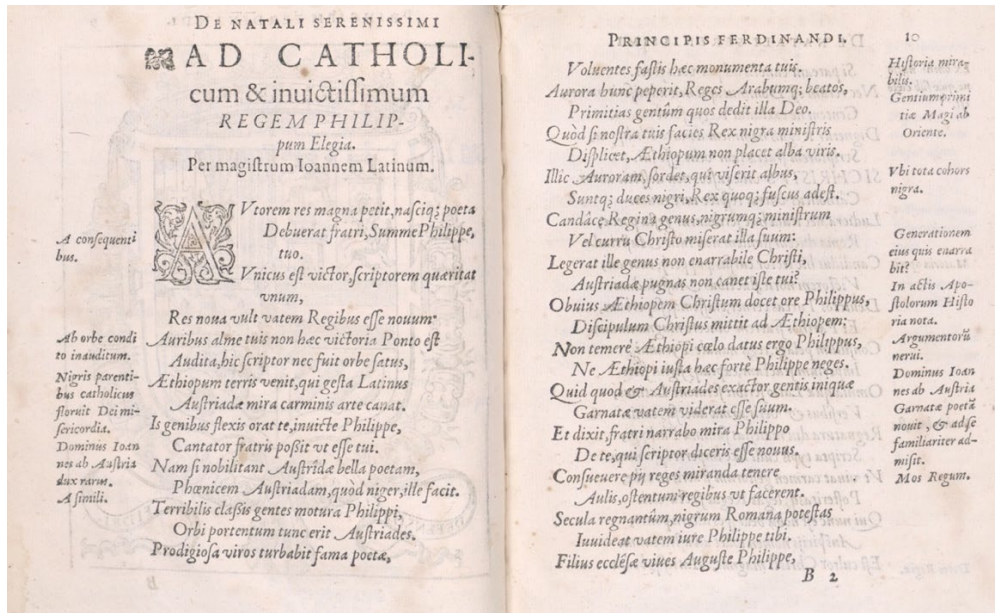 DE NATALI SERENISSIMI
AD CATHOLI-
cum & inuictissimum
REGEM PHILIP-
pum Elegia.
Per magistrum Ioannem Latinum.
AVtorem res magna petit, nasciq; poeta
Debuerat fratri, Summe Philippe,
tuo.
A consequenti
bus.
Vnicus est victor, scriptorem quæritat
vnum,
Res noua vult vatem Regibus esse nouum.
Ab orbe condi
to inauditum.
Auribus alme tuis non hæc victoria Ponto est
Audita, hic scriptor nec fuit orbe satus,
Nigris parenti-
bus catholicus
floruit Dei mi-
sericordia.
Æthiopum terris venit, qui gesta Latinus
Austriadæ mira carminis arte canat.
Is genibus flexis orat te, inuicte Philippe,
Cantator fratris possit vt esse tui.
Dominus Ioan
nes ab Austria
dux rarus.
Nam si nobilitant Austridæ bella poetam,
Phœnicem Austriadam, quòd niger, ille facit.
A simili.
Terribilis classis gentes motura Philippi,
Orbi portentum tunc erit Austriades.
Prodigiosa viros turbabit fama poetæ,
PRINCIPIS FERDINANDI.
10
Voluentes fastis hæc monumenta tuis.
Aurora hunc peperit, Reges Arabumq; beatos,
Primitias gentûm quos dedit illa Deo.
Historia mira-
bilis.
Gentium primi
tiæ Magi ab
Oriente.
Quòd si nostra tuis facies Rex nigra ministris
Displicet, Æthiopum non placet alba viris.
Illic Auroram, sordet, qui viserit albus,
Suntq; duces nigri, Rex quoq; fuscus adest.
Vbi tota cohors
nigra.
Candàce Regina genus, nigrumq; ministrum
Vel curru Christo miserat illa suum:
Legerat ille genus non enarrabile Christi,
Austriadæ pugnas non canet iste tui?
Generationem
eius quis enarra
bit?
Obuius Æthiopem Christum docet ore Philippus,
Discipulum Christus mittit ad Æthiopem:
In actis Apo-
stolorum Histo
ria nota.
Non temerè Æthiopi cœlo datus ergo Philippus,
Ne Æthiopi iusta hæc fortè Philippe neges.
Argumentorũ
nerui.
Quid quod & Austriades exactor gentis iniquæ
Garnatæ vatem viderat esse suum.
Et dixit, fratri narrabo mira Philippo
De te, qui scriptor diceris esse nouus.
Dominus Ioan
nes ab Austria
Garnatæ poetã
nouit, & ad se
familiariter ad-
misit.
Consueuere pij reges miranda tenere
Aulis, ostentum regibus vt facerent.
Mos Regum.
Secula regnantûm, nigrum Romana potestas
Inuideat vatem iure Philippe tibi,
Filius ecclèsæ viues Auguste Philippe,
B 2